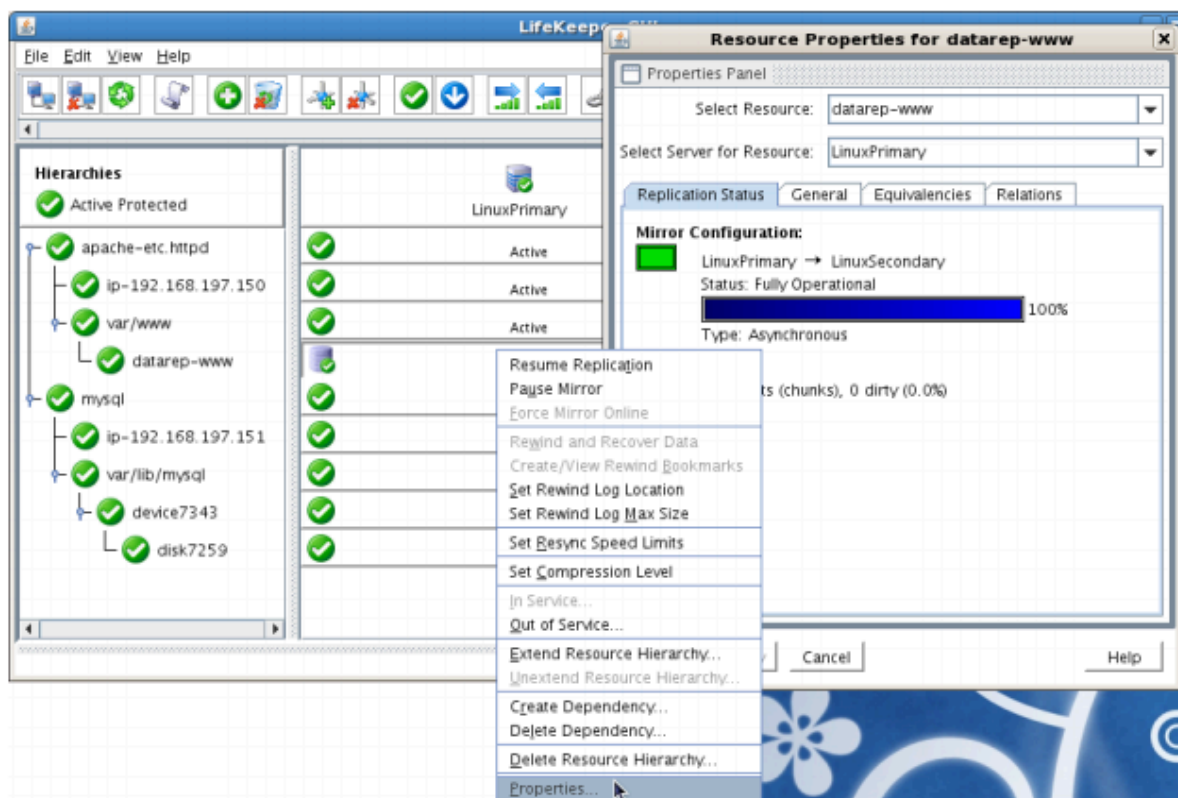 LifeKeeper GUI
File Edit View Help
Hierarchies
Active Protected
LinuxPrimary
apache-etc.httpd
Active
ip-192.168.197.150
Active
var/www
Active
datarep-www
mysql
ip-192.168.197.151
var/lib/mysql
device7343
disk7259
Resource Properties for datarep-www
Properties Panel
Select Resource: datarep-www
Select Server for Resource: LinuxPrimary
Replication Status General Equivalencies Relations
Mirror Configuration:
LinuxPrimary → LinuxSecondary
Status: Fully Operational
100%
Type: Asynchronous
ts (chunks), 0 dirty (0.0%)
Cancel Help
Resume Replication
Pause Mirror
Force Mirror Online
Rewind and Recover Data
Create/View Rewind Bookmarks
Set Rewind Log Location
Set Rewind Log Max Size
Set Resync Speed Limits
Set Compression Level
In Service...
Out of Service...
Extend Resource Hierarchy...
Unextend Resource Hierarchy...
Create Dependency...
Delete Dependency...
Delete Resource Hierarchy...
Properties...